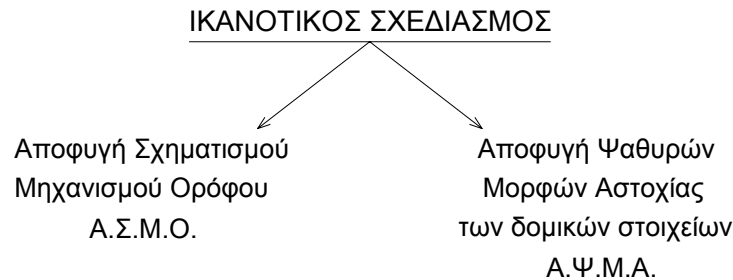 ΙΚΑΝΟΤΙΚΟΣ ΣΧΕΔΙΑΣΜΟΣ
Αποφυγή Σχηματισμού
Μηχανισμού Ορόφου
Α.Σ.Μ.Ο.
Αποφυγή Ψαθυρών
Μορφών Αστοχίας
των δομικών στοιχείων
Α.Ψ.Μ.Α.